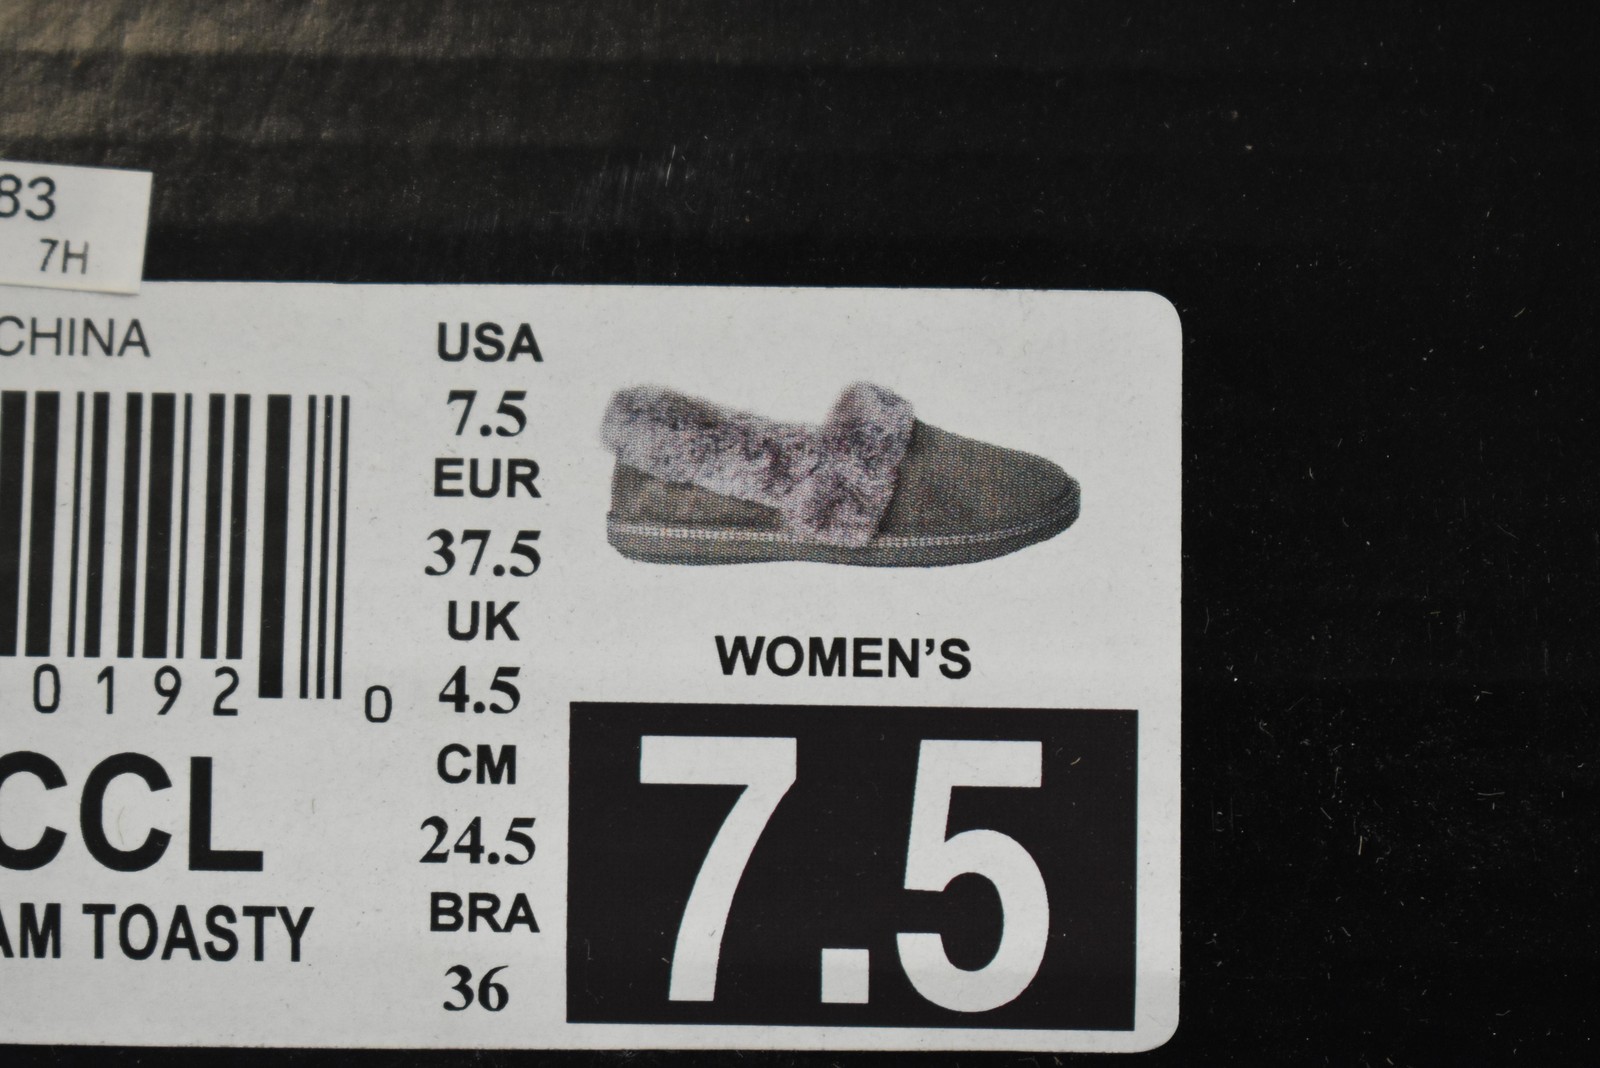 83
7H
CHINA
USA
7.5
EUR
37.5
UK
4.5
CM
24.5
BRA
36
0192 0
CCL
AM TOASTY
WOMEN'S
7.5